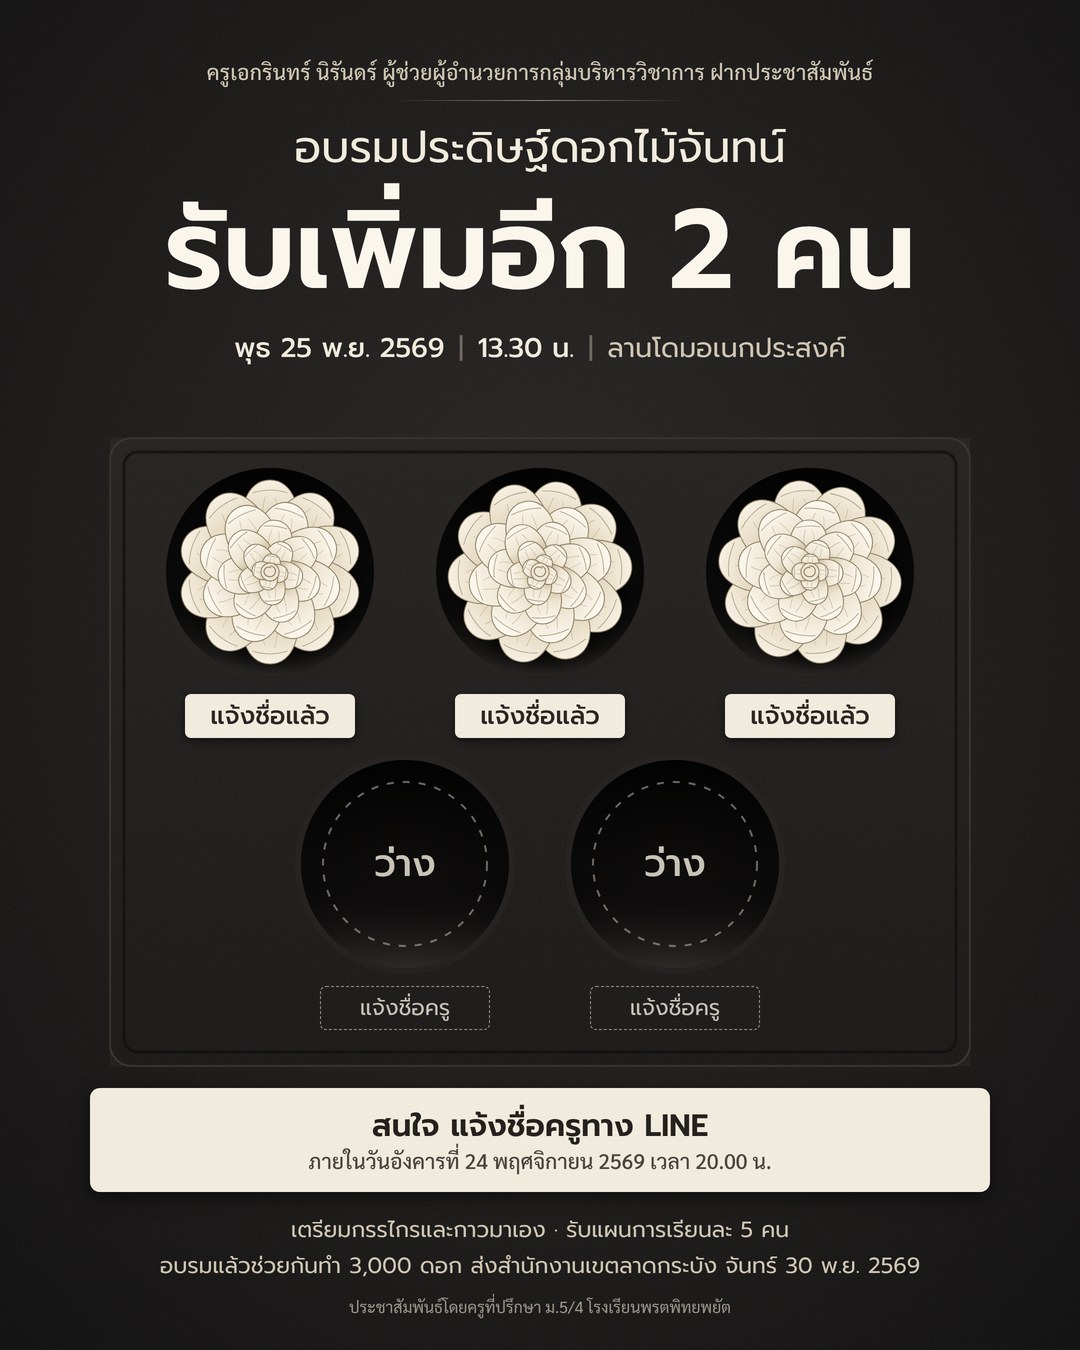 ครูเอกรินทร์ นิรันดร์ ผู้ช่วยผู้อำนวยการกลุ่มบริหารวิชาการ ฝากประชาสัมพันธ์
อบรมประดิษฐ์ดอกไม้จันทน์
รับเพิ่มอีก 2 คน
พุธ 25 พ.ย. 2569 | 13.30 น. | ลานโดมอเนกประสงค์
แจ้งชื่อแล้ว แจ้งชื่อแล้ว แจ้งชื่อแล้ว
ว่าง ว่าง
แจ้งชื่อครู แจ้งชื่อครู
สนใจ แจ้งชื่อครูทาง LINE
ภายในวันอังคารที่ 24 พฤศจิกายน 2569 เวลา 20.00 น.
เตรียมกรรไกรและกาวมาเอง · รับแผนการเรียนละ 5 คน
อบรมแล้วช่วยกันทำ 3,000 ดอก ส่งสำนักงานเขตลาดกระบัง จันทร์ 30 พ.ย. 2569
ประชาสัมพันธ์โดยครูที่ปรึกษา ม.5/4 โรงเรียนพรตพิทยพยัต